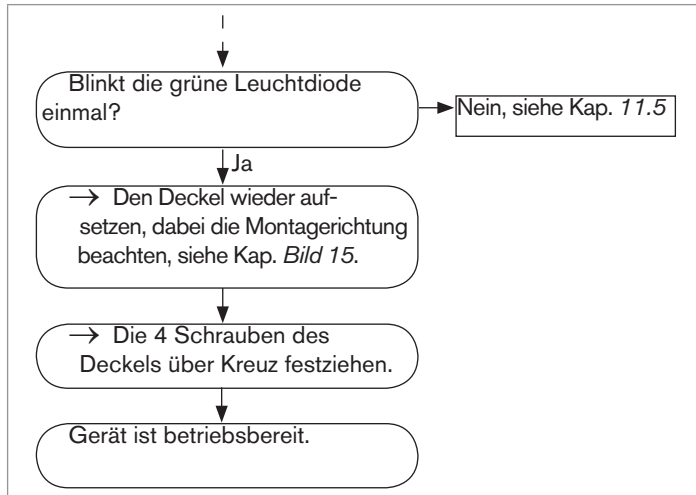 Blinkt die grüne Leuchtdiode
einmal?
Nein, siehe Kap. 11.5
Ja
→ Den Deckel wieder auf-
setzen, dabei die Montagerichtung
beachten, siehe Kap. Bild 15.
→ Die 4 Schrauben des
Deckels über Kreuz festziehen.
Gerät ist betriebsbereit.